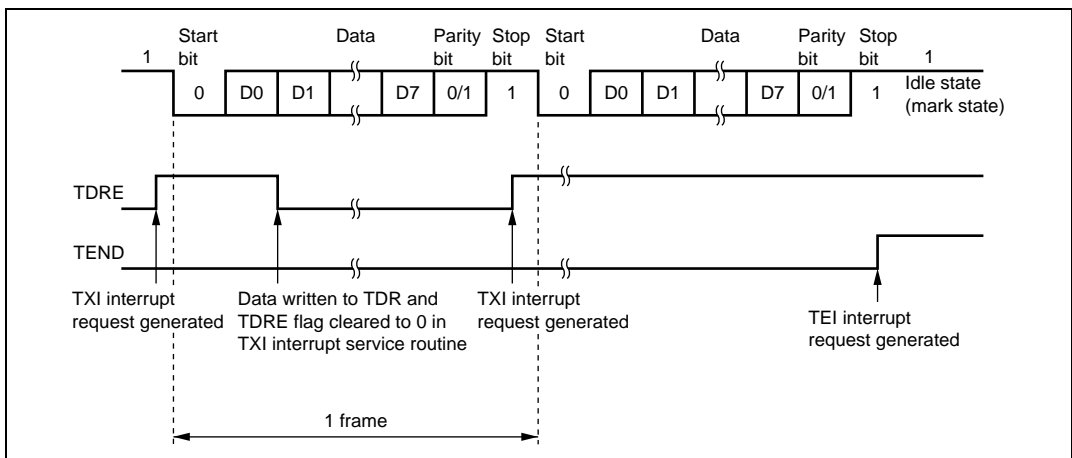 Start
bit
Data
Parity
bit
Stop
bit
Start
bit
Data
Parity
bit
Stop
bit
1
1
0
D0
D1
D7
0/1
1
0
D0
D1
D7
0/1
1
Idle state
(mark state)
TDRE
TEND
TXI interrupt
request generated
Data written to TDR and
TDRE flag cleared to 0 in
TXI interrupt service routine
TXI interrupt
request generated
TEI interrupt
request generated
1 frame